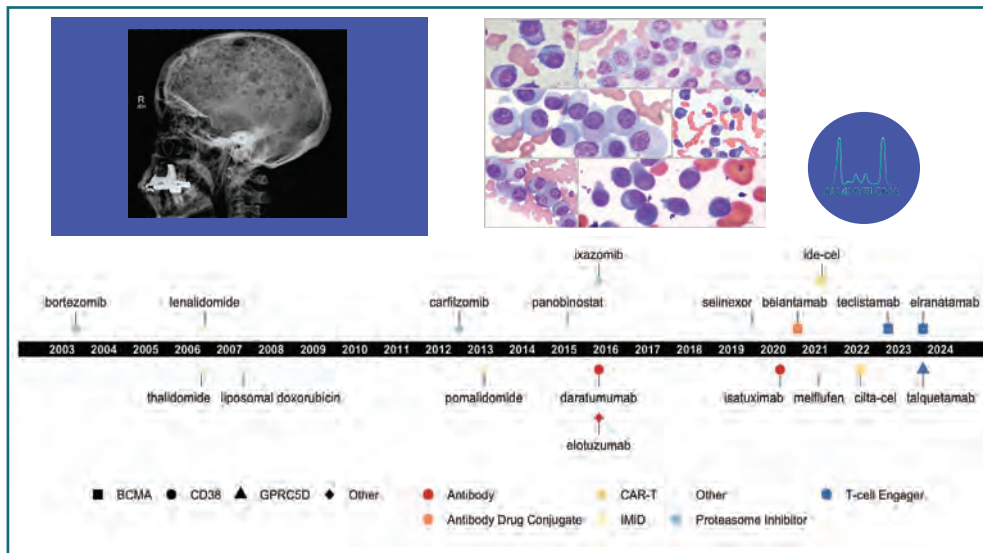 R
ixazomib
ide-cel
bortezomib
lenalidomide
carfilzomib
panobinostat
selinexor
belantamab
teclistamab
elranatamab
2003 2004 2005 2006 2007 2008 2009 2010 2011 2012 2013 2014 2015 2016 2017 2018 2019 2020 2021 2022 2023 2024
thalidomide
liposomal doxorubicin
pomalidomide
daratumumab
isatuximab
melflufen
cilta-cel
talquetamab
elotuzumab
BCMA
CD38
GPRC5D
Other
Antibody
CAR-T
Other
T-cell Engager
Antibody Drug Conjugate
IMiD
Proteasome Inhibitor